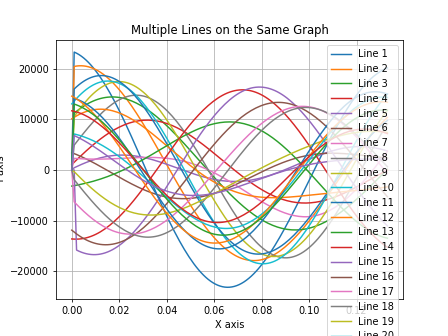 Multiple Lines on the Same Graph
20000
10000
0
−10000
−20000
0.00 0.02 0.04 0.06 0.08 0.10
X axis
Line 1
Line 2
Line 3
Line 4
Line 5
Line 6
Line 7
Line 8
Line 9
Line 10
Line 11
Line 12
Line 13
Line 14
Line 15
Line 16
Line 17
Line 18
Line 19
Line 20